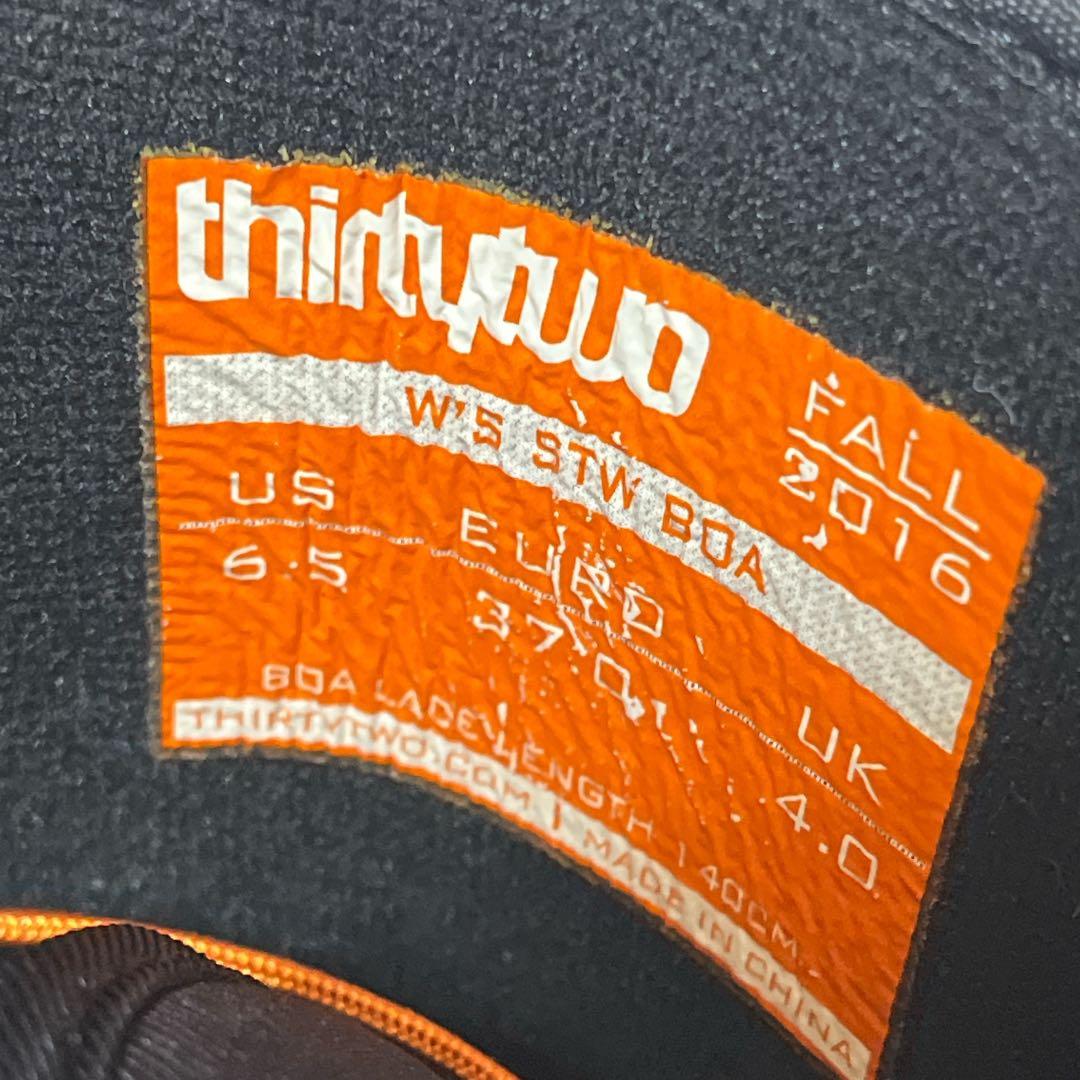 thirtytwo
FALL
2016
W'S STW BOA
US EURO UK
6.5 37.0 4.0
BOA LADE LENGTH 140CM
THIRTYTWO.COM | MADE IN CHINA